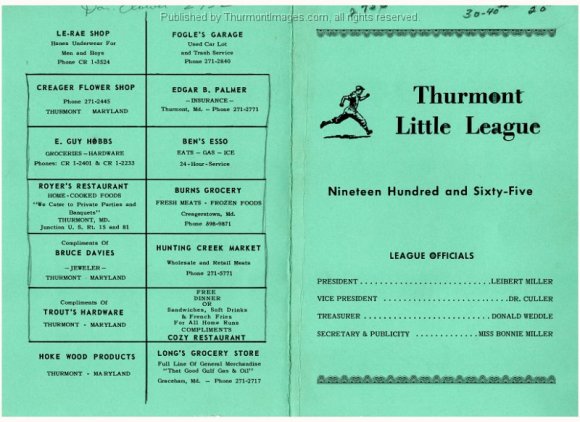 Published by ThurmontImages.com, all rights reserved.
LE-RAE SHOP
Hanes Underwear For
Men and Boys
Phone CR 1-3524
FOGLE'S GARAGE
Used Car Lot
and Trash Service
Phone 271-2840
CREAGER FLOWER SHOP
Phone 271-2445
THURMONT MARYLAND
EDGAR B. PALMER
—INSURANCE—
Thurmont, Md. – Phone 271-2771
E. GUY HOBBS
GROCERIES – HARDWARE
Phones: CR 1-2401 & CR 1-2233
BEN'S ESSO
EATS – GAS – ICE
24-Hour-Service
ROYER'S RESTAURANT
HOME-COOKED FOODS
"We Cater to Private Parties and
Banquets"
THURMONT, MD.
Junction U. S. Rt. 15 and 81
BURNS GROCERY
FRESH MEATS - FROZEN FOODS
Creagerstown, Md.
Phone 898-9871
Compliments Of
BRUCE DAVIES
—JEWELER—
THURMONT MARYLAND
HUNTING CREEK MARKET
Wholesale and Retail Meats
Phone 271-5771
Compliments Of
TROUT'S HARDWARE
THURMONT - MARYLAND
FREE
DINNER
OR
Sandwiches, Soft Drinks
& French Fries
For All Home Runs
COMPLIMENTS
COZY RESTAURANT
HOKE WOOD PRODUCTS
THURMONT - MARYLAND
LONG'S GROCERY STORE
Full Line Of General Merchandise
"That Good Gulf Gas & Oil"
Graceham, Md. – Phone 271-2717
30-40 20
Thurmont
Little League
Nineteen Hundred and Sixty-Five
LEAGUE OFFICIALS
PRESIDENT . . . . . . . . . . . . . . . . . . . . . . . . LEIBERT MILLER
VICE PRESIDENT . . . . . . . . . . . . . . . . . . . . . . . DR. CULLER
TREASURER . . . . . . . . . . . . . . . . . . . . . . . DONALD WEDDLE
SECRETARY & PUBLICITY . . . . . . . . . . . . . . MISS BONNIE MILLER